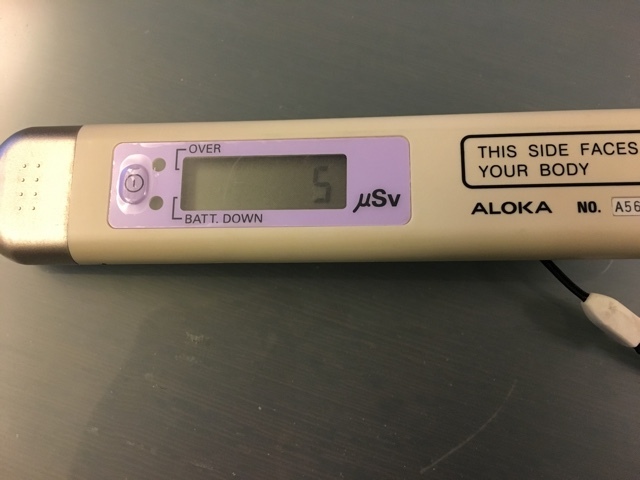 OVER
5
μSv
BATT. DOWN
THIS SIDE FACES
YOUR BODY
ALOKA NO. A56